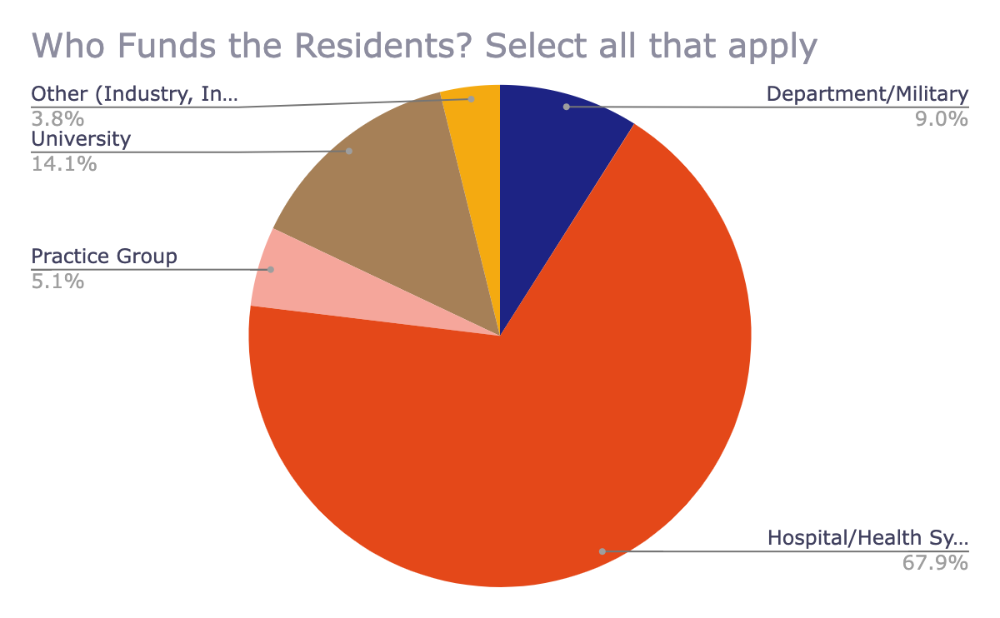 Who Funds the Residents? Select all that apply
Other (Industry, In...
3.8%
University
14.1%
Practice Group
5.1%
Department/Military
9.0%
Hospital/Health Sy...
67.9%